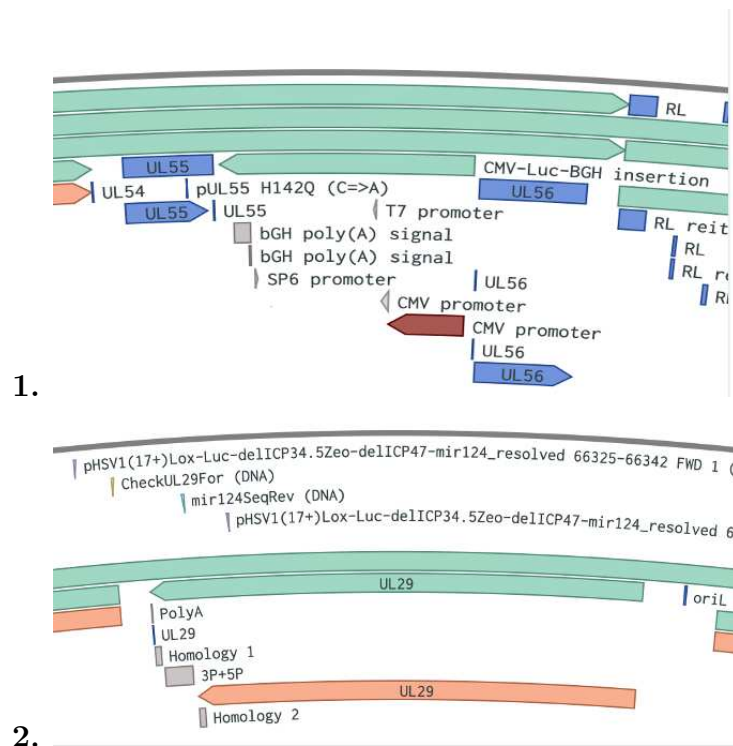 RL
UL55
CMV-Luc-BGH insertion
UL54
pUL55 H142Q (C=>A)
UL56
UL55
UL55
T7 promoter
RL reit
bGH poly(A) signal
RL
bGH poly(A) signal
SP6 promoter
UL56
CMV promoter
CMV promoter
UL56
UL56
1.
pHSV1(17+)Lox-Luc-delICP34.5Zeo-delICP47-mir124_resolved 66325-66342 FWD 1 (
CheckUL29For (DNA)
mir124SeqRev (DNA)
pHSV1(17+)Lox-Luc-delICP34.5Zeo-delICP47-mir124_resolved 6
UL29
oriL
PolyA
UL29
Homology 1
3P+5P
UL29
Homology 2
2.